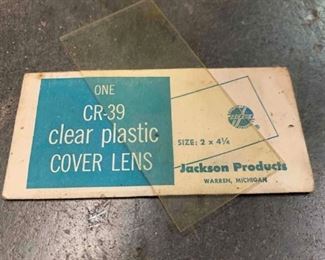 ONE
CR-39
clear plastic
COVER LENS
SIZE: 2 x 4¼
®
Jackson Products
WARREN, MICHIGAN